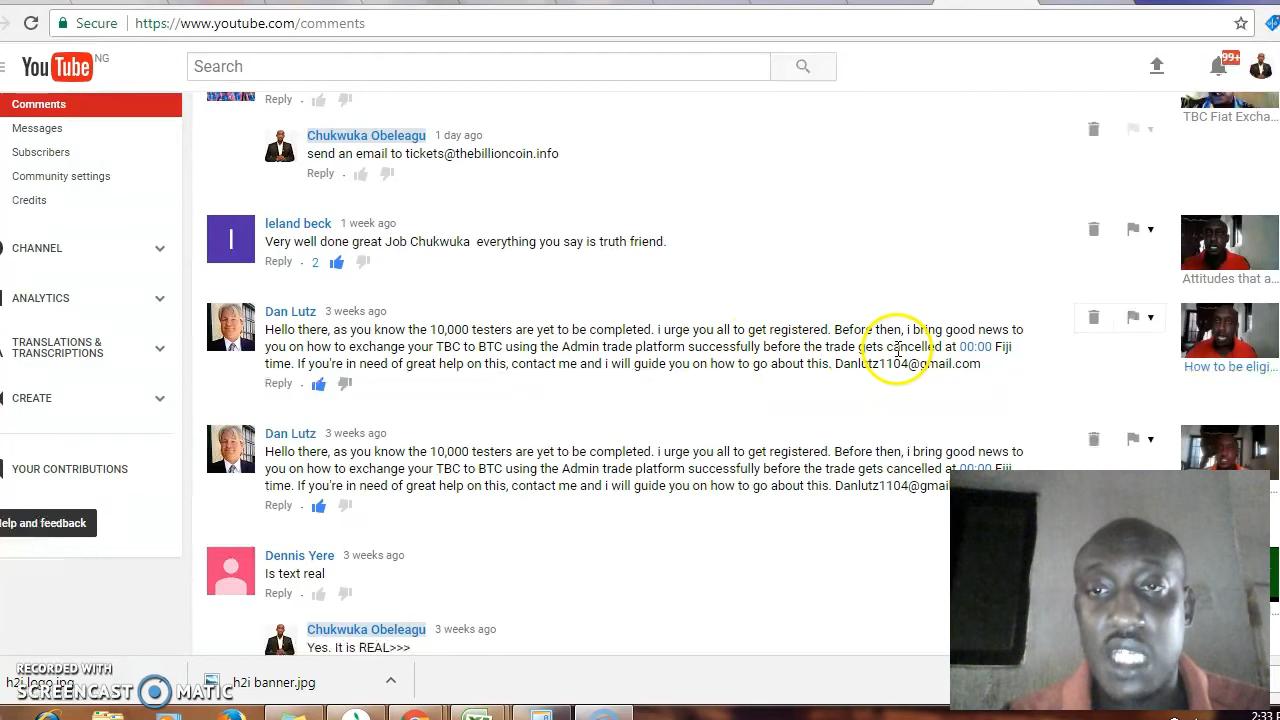 Secure
https://www.youtube.com/comments
YouTube NG
Search
99+
Comments
Messages
Subscribers
Community settings
Credits
CHANNEL
ANALYTICS
TRANSLATIONS &
TRANSCRIPTIONS
CREATE
YOUR CONTRIBUTIONS
Help and feedback
Reply
TBC Fiat Excha...
Chukwuka Obeleagu 1 day ago
send an email to tickets@thebillioncoin.info
Reply
leland beck 1 week ago
Very well done great Job Chukwuka everything you say is truth friend.
Reply 2
Attitudes that a...
Dan Lutz 3 weeks ago
Hello there, as you know the 10,000 testers are yet to be completed. i urge you all to get registered. Before then, i bring good news to
you on how to exchange your TBC to BTC using the Admin trade platform successfully before the trade gets cancelled at 00:00 Fiji
time. If you're in need of great help on this, contact me and i will guide you on how to go about this. Danlutz1104@gmail.com
Reply
How to be eligi...
Dan Lutz 3 weeks ago
Hello there, as you know the 10,000 testers are yet to be completed. i urge you all to get registered. Before then, i bring good news to
you on how to exchange your TBC to BTC using the Admin trade platform successfully before the trade gets cancelled at 00:00 Fiji
time. If you're in need of great help on this, contact me and i will guide you on how to go about this. Danlutz1104@gmail
Reply
Dennis Yere 3 weeks ago
Is text real
Reply
Chukwuka Obeleagu 3 weeks ago
Yes. It is REAL>>>
RECORDED WITH
SCREENCAST MATIC
h2i logo.jpg
h2i banner.jpg